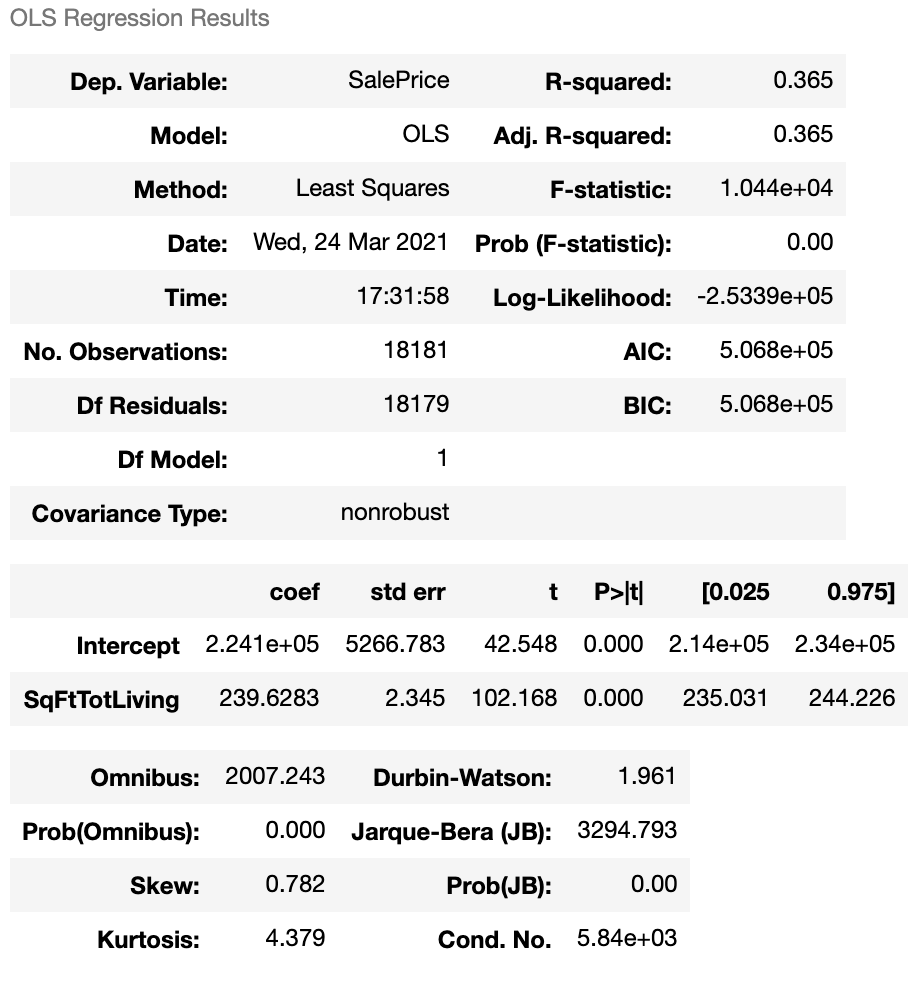 OLS Regression Results
Dep. Variable: SalePrice R-squared: 0.365
Model: OLS Adj. R-squared: 0.365
Method: Least Squares F-statistic: 1.044e+04
Date: Wed, 24 Mar 2021 Prob (F-statistic): 0.00
Time: 17:31:58 Log-Likelihood: -2.5339e+05
No. Observations: 18181 AIC: 5.068e+05
Df Residuals: 18179 BIC: 5.068e+05
Df Model: 1
Covariance Type: nonrobust
coef std err t P>|t| [0.025 0.975]
Intercept 2.241e+05 5266.783 42.548 0.000 2.14e+05 2.34e+05
SqFtTotLiving 239.6283 2.345 102.168 0.000 235.031 244.226
Omnibus: 2007.243 Durbin-Watson: 1.961
Prob(Omnibus): 0.000 Jarque-Bera (JB): 3294.793
Skew: 0.782 Prob(JB): 0.00
Kurtosis: 4.379 Cond. No. 5.84e+03